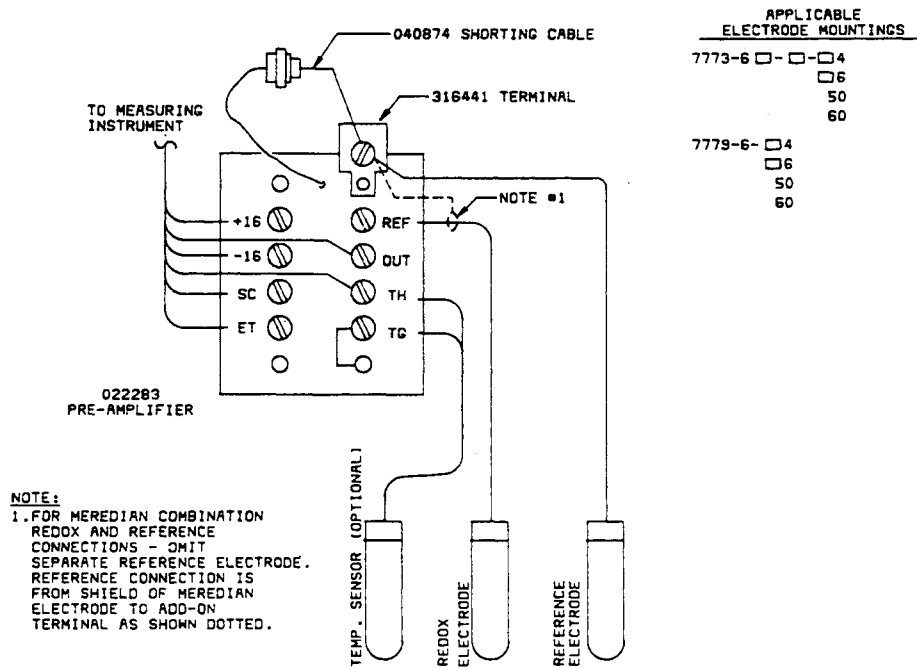 APPLICABLE
ELECTRODE MOUNTINGS
7773-6 □ - □ - □ 4
□ 6
50
60
7779-6- □ 4
□ 6
50
60
040874 SHORTING CABLE
316441 TERMINAL
TO MEASURING
INSTRUMENT
NOTE #1
+16
REF
-16
OUT
SC
TH
ET
TG
022283
PRE-AMPLIFIER
NOTE:
1. FOR MEREDIAN COMBINATION
REDOX AND REFERENCE
CONNECTIONS - OMIT
SEPARATE REFERENCE ELECTRODE.
REFERENCE CONNECTION IS
FROM SHIELD OF MEREDIAN
ELECTRODE TO ADD-ON
TERMINAL AS SHOWN DOTTED.
TEMP. SENSOR (OPTIONAL)
REDOX
ELECTRODE
REFERENCE
ELECTRODE